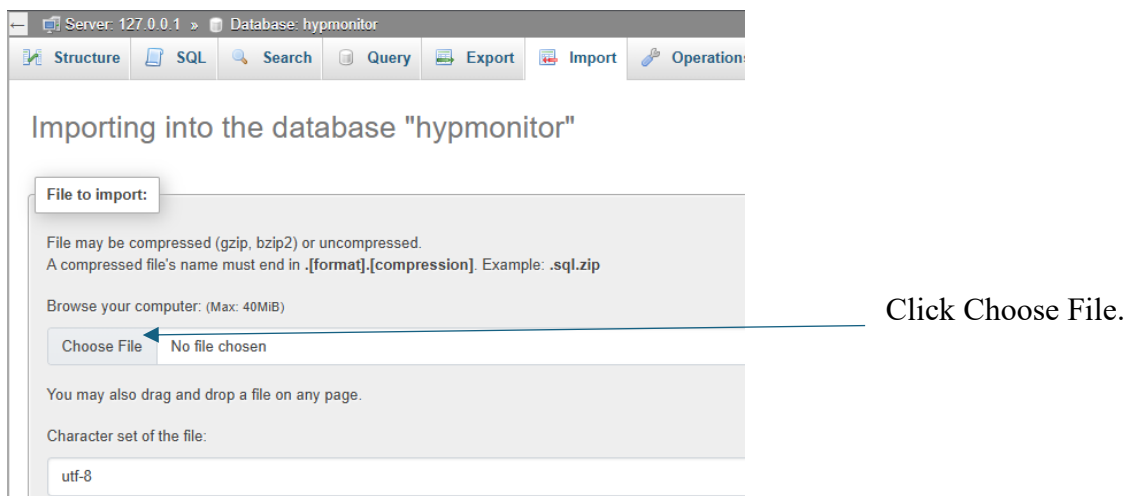 Server: 127.0.0.1 » Database: hypmonitor
Structure SQL Search Query Export Import Operation
Importing into the database "hypmonitor"
File to import:
File may be compressed (gzip, bzip2) or uncompressed.
A compressed file's name must end in .[format].[compression]. Example: .sql.zip
Browse your computer: (Max: 40MiB)
Click Choose File.
Choose File No file chosen
You may also drag and drop a file on any page.
Character set of the file:
utf-8